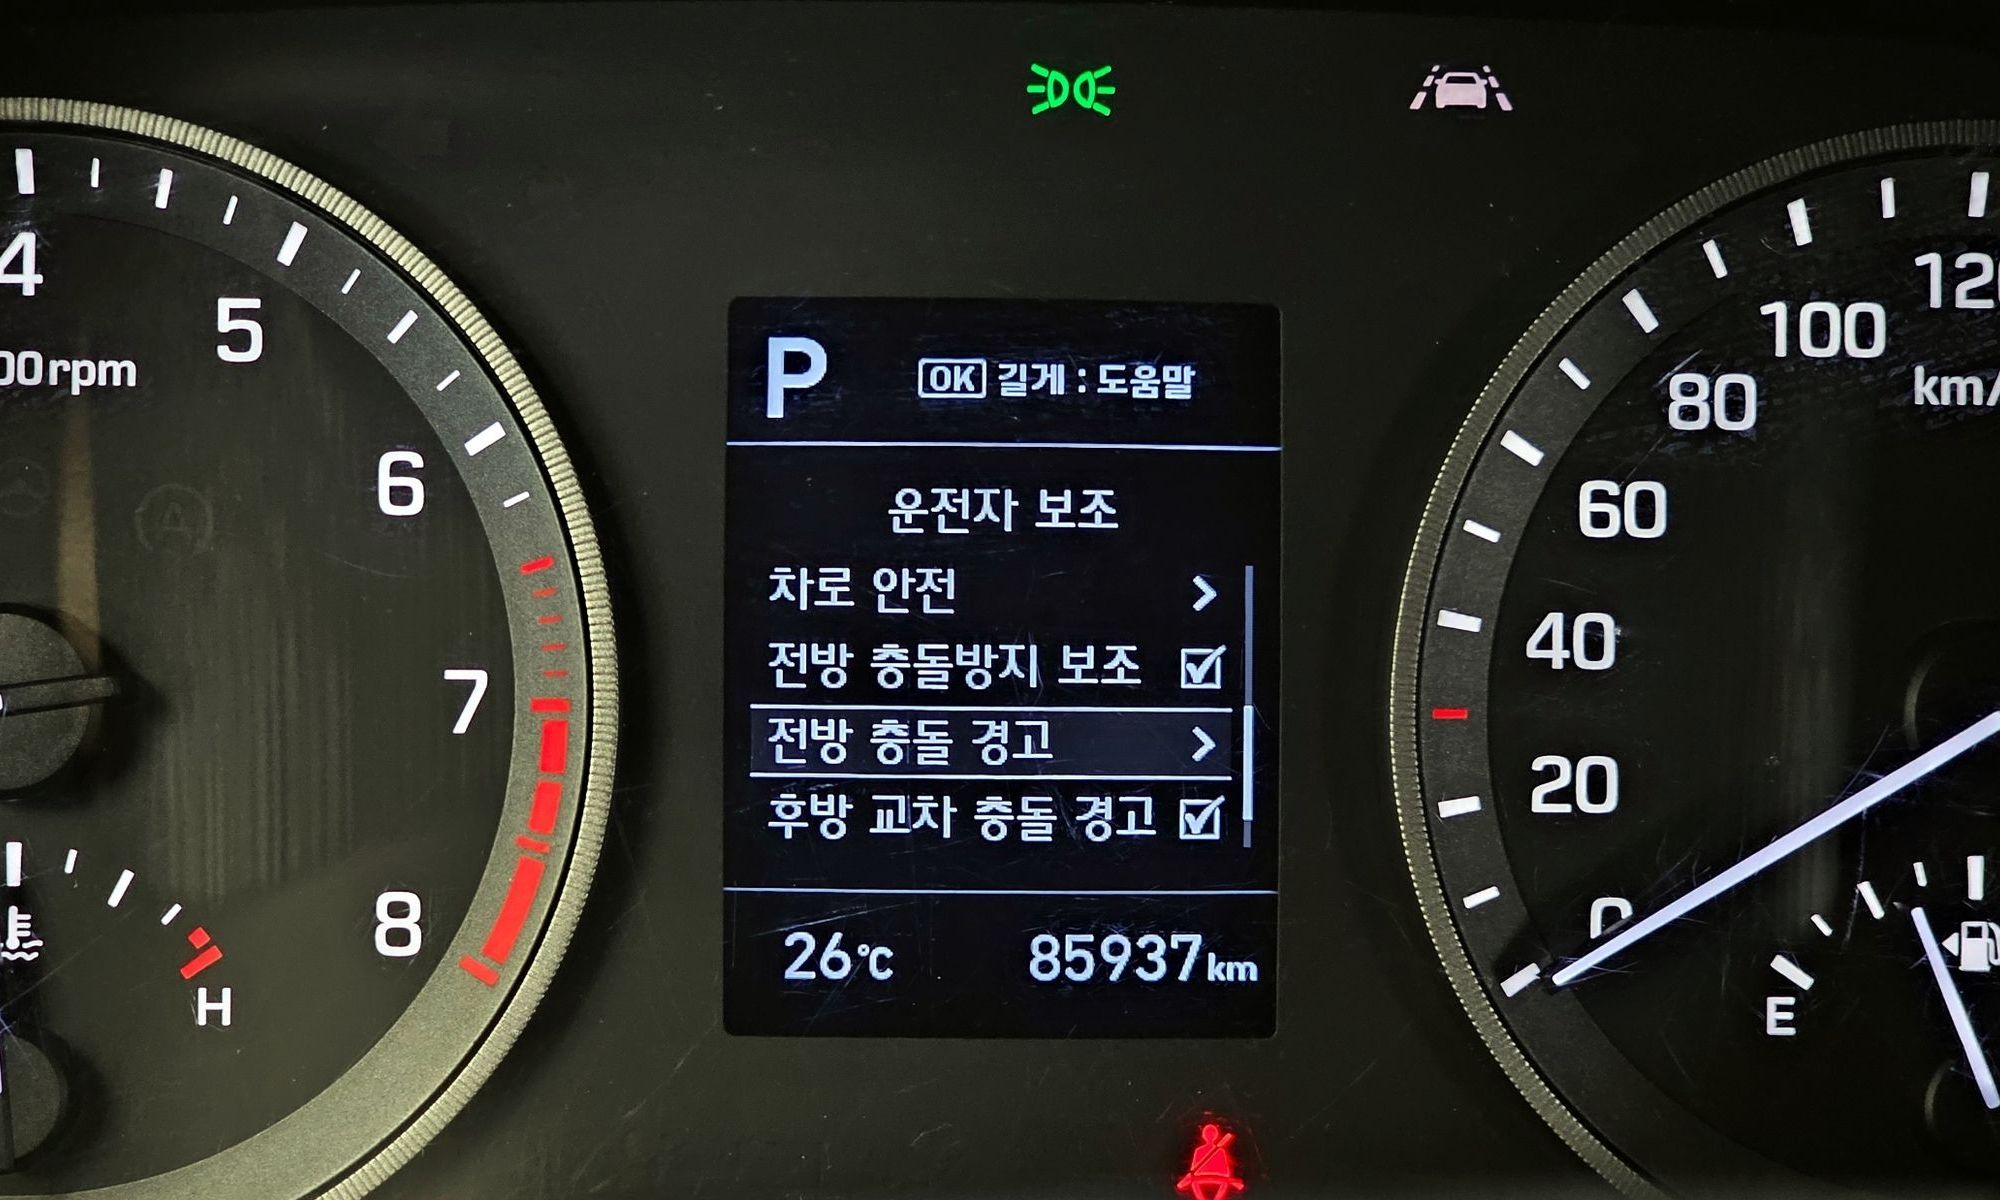 4
5
6
7
8
00rpm
H
P
OK 길게 : 도움말
운전자 보조
차로 안전
전방 충돌방지 보조
전방 충돌 경고
후방 교차 충돌 경고
26°C
85937km
120
100
80
60
40
20
0
km/
E